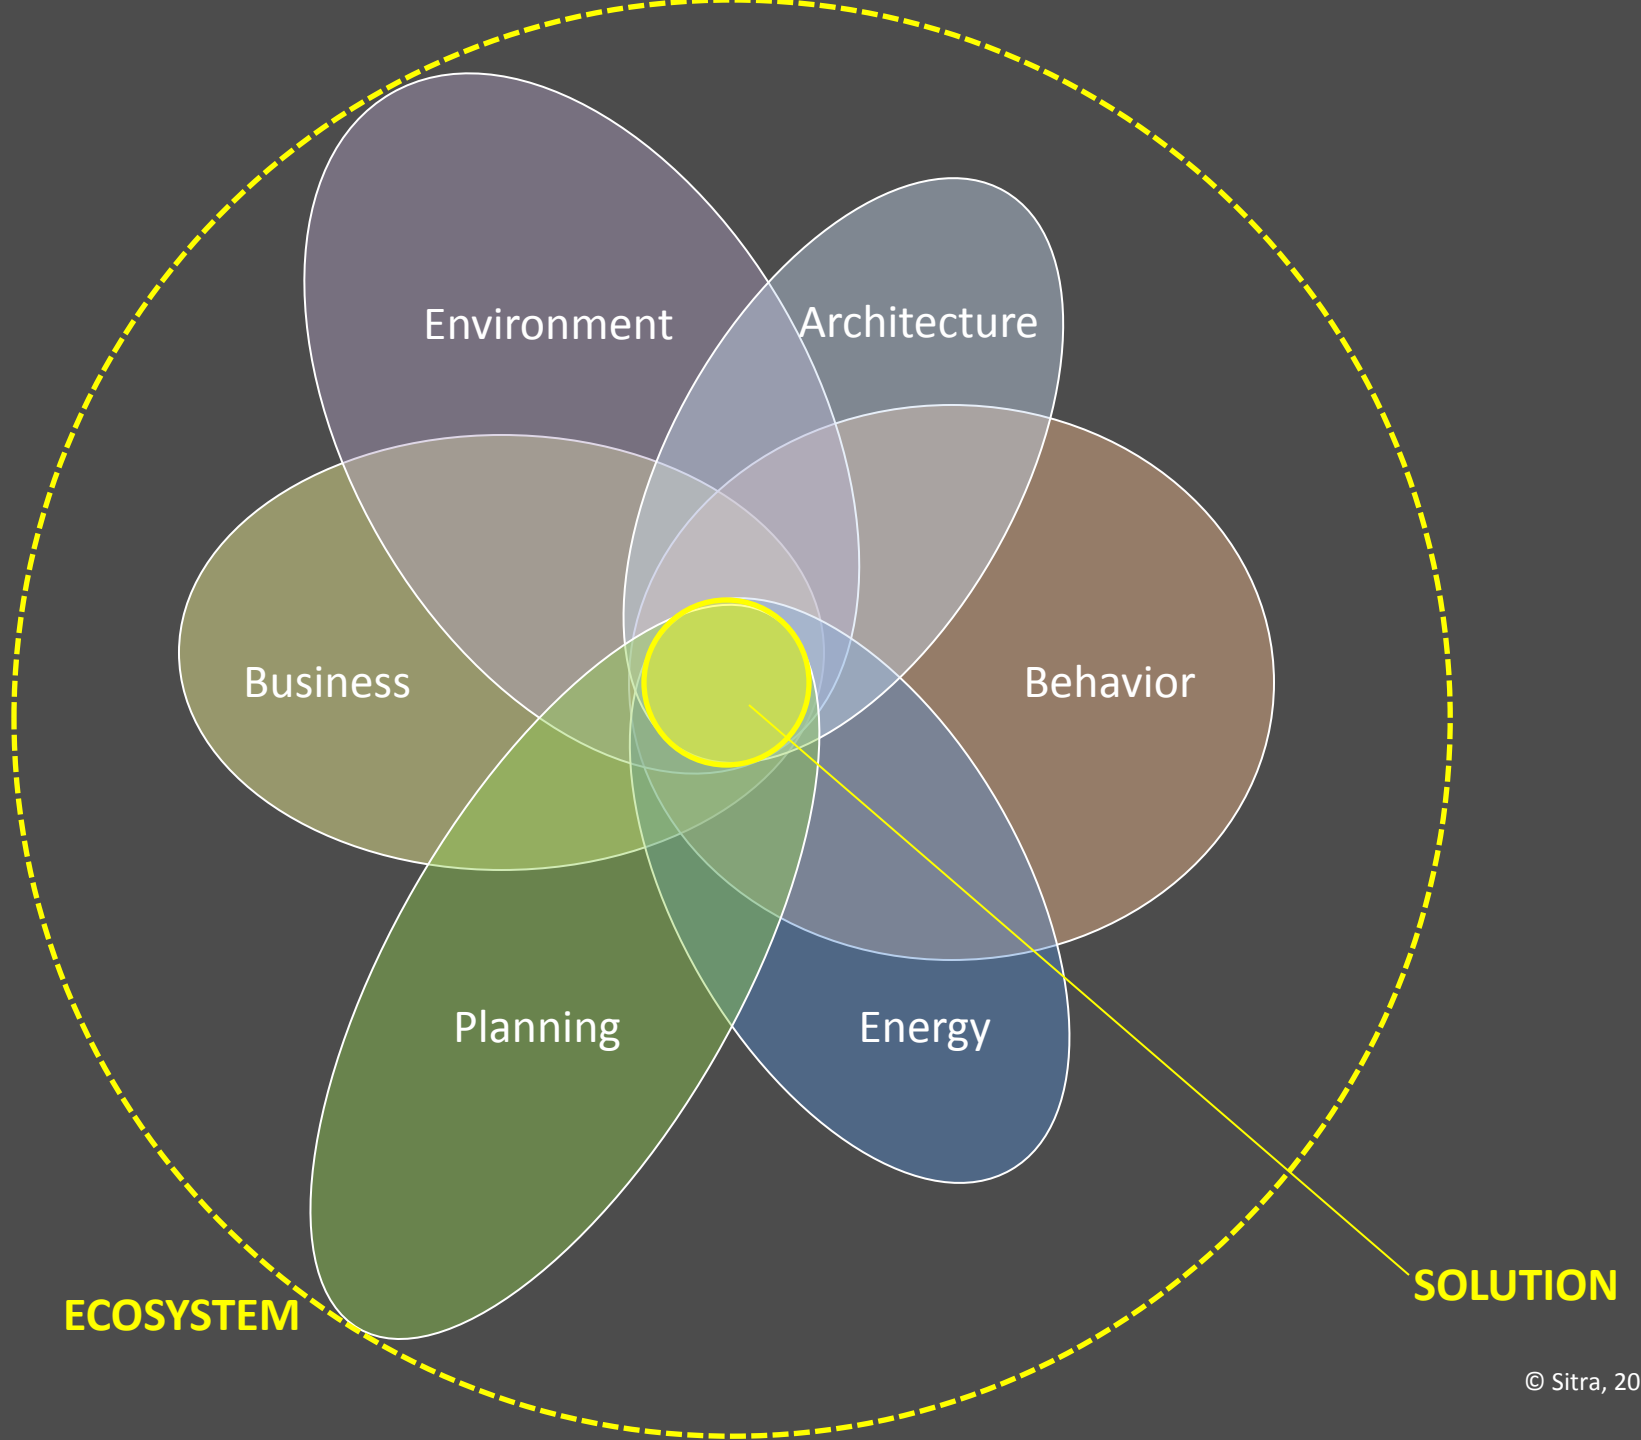 Environment
Architecture
Business
Behavior
Planning
Energy
SOLUTION
ECOSYSTEM
© Sitra, 20